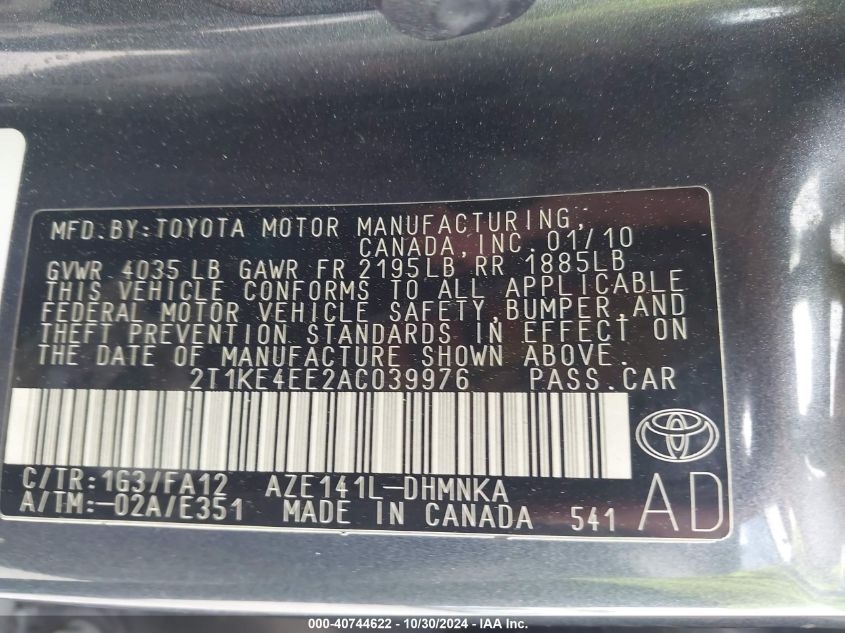 MFD.BY:TOYOTA MOTOR MANUFACTURING,
CANADA,INC. 01/10
GVWR 4035LB GAWR FR 2195LB RR 1885LB
THIS VEHICLE CONFORMS TO ALL APPLICABLE
FEDERAL MOTOR VEHICLE SAFETY,BUMPER,AND
THEFT PREVENTION STANDARDS IN EFFECT ON
THE DATE OF MANUFACTURE SHOWN ABOVE.
2T1KE4EE2AC039976 PASS.CAR
C/TR:1G3/FA12 AZE141L-DHMNKA
A/TM:-02A/E351 MADE IN CANADA 541 AD
000-40744622 - 10/30/2024 - IAA Inc.